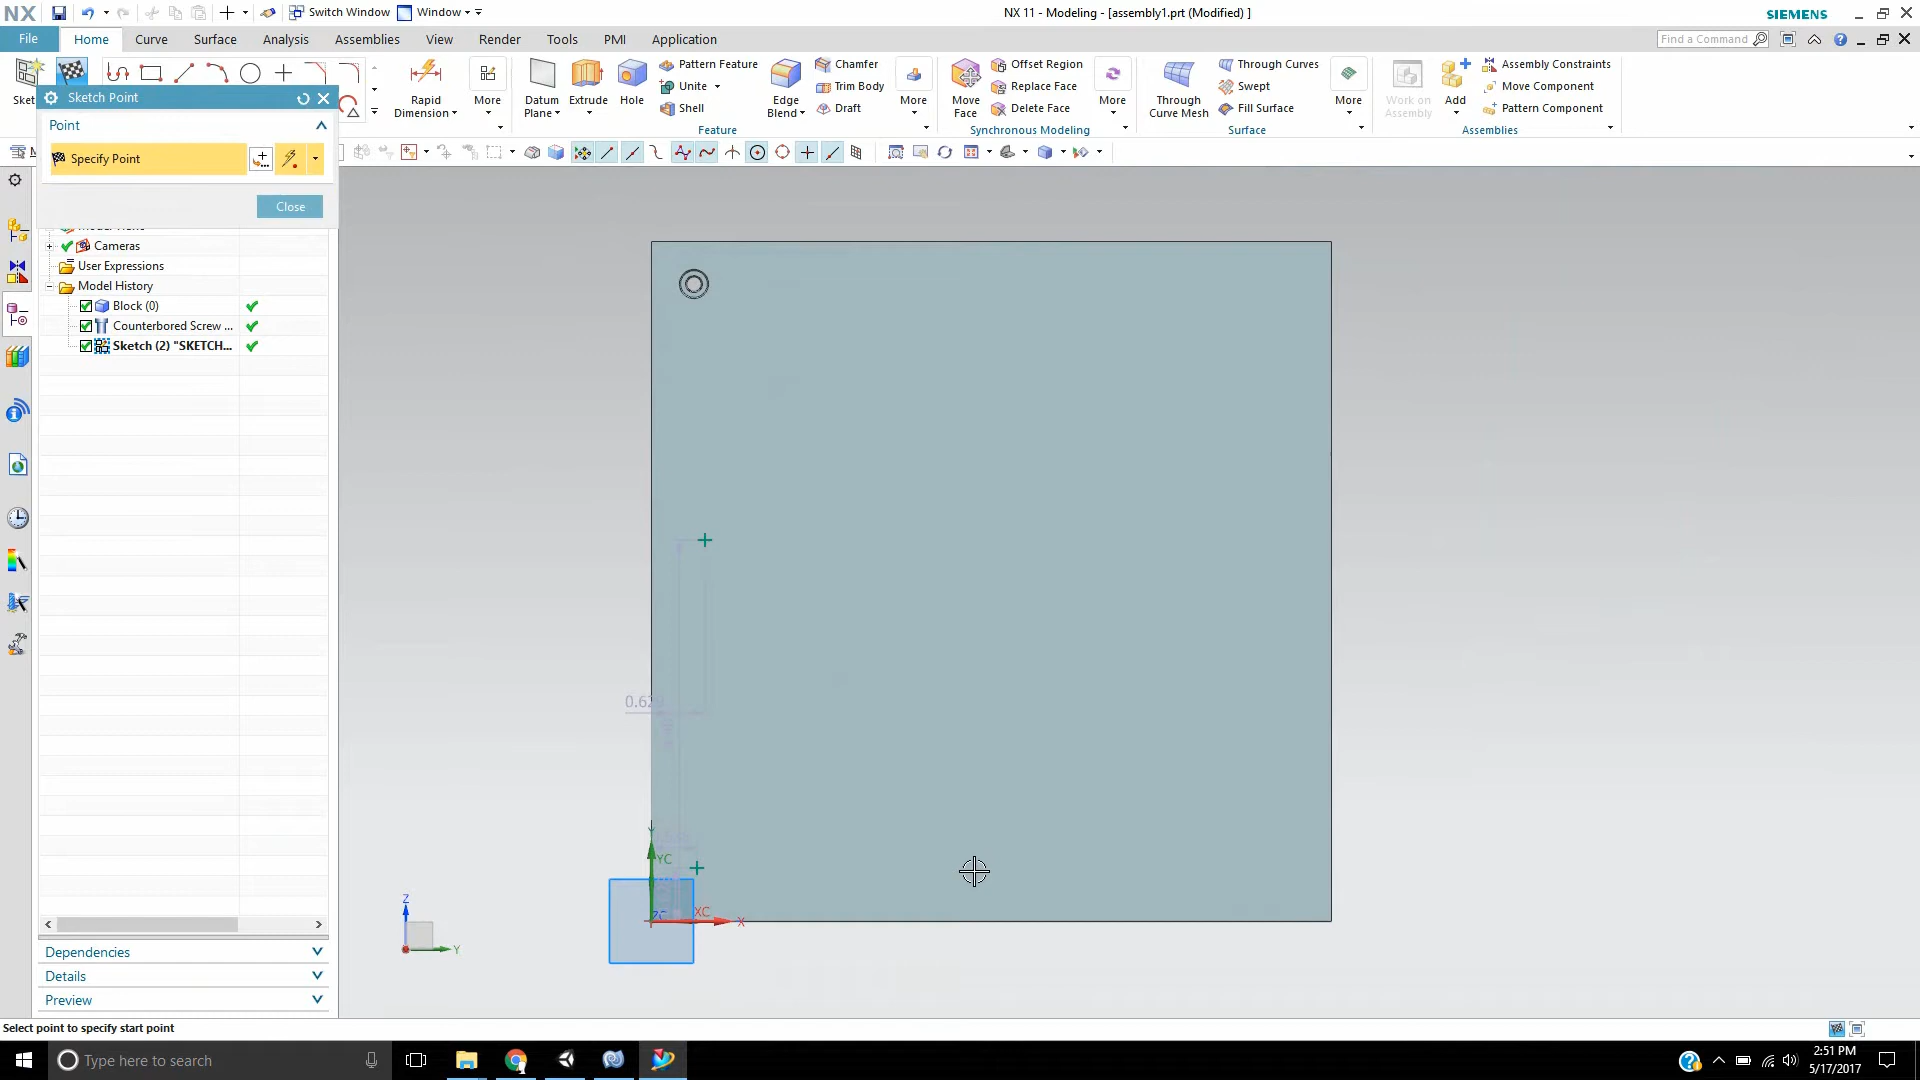 NX
Switch Window
Window
NX 11 - Modeling - [assembly1.prt (Modified) ]
SIEMENS
File
Home
Curve
Surface
Analysis
Assemblies
View
Render
Tools
PMI
Application
Find a Command
Rapid
Dimension
More
Datum
Plane
Extrude
Hole
Pattern Feature
Unite
Shell
Edge
Blend
Chamfer
Trim Body
Draft
More
Feature
Move
Face
Offset Region
Replace Face
Delete Face
More
Synchronous Modeling
Through
Curve Mesh
Through Curves
Swept
Fill Surface
More
Surface
Work on
Assembly
Add
Assembly Constraints
Move Component
Pattern Component
Assemblies
Sketch Point
Point
Specify Point
Close
Cameras
User Expressions
Model History
Block (0)
Counterbored Screw ...
Sketch (2) "SKETCH...
Dependencies
Details
Preview
YC
XC
X
Z
Y
Select point to specify start point
Type here to search
2:51 PM
5/17/2017